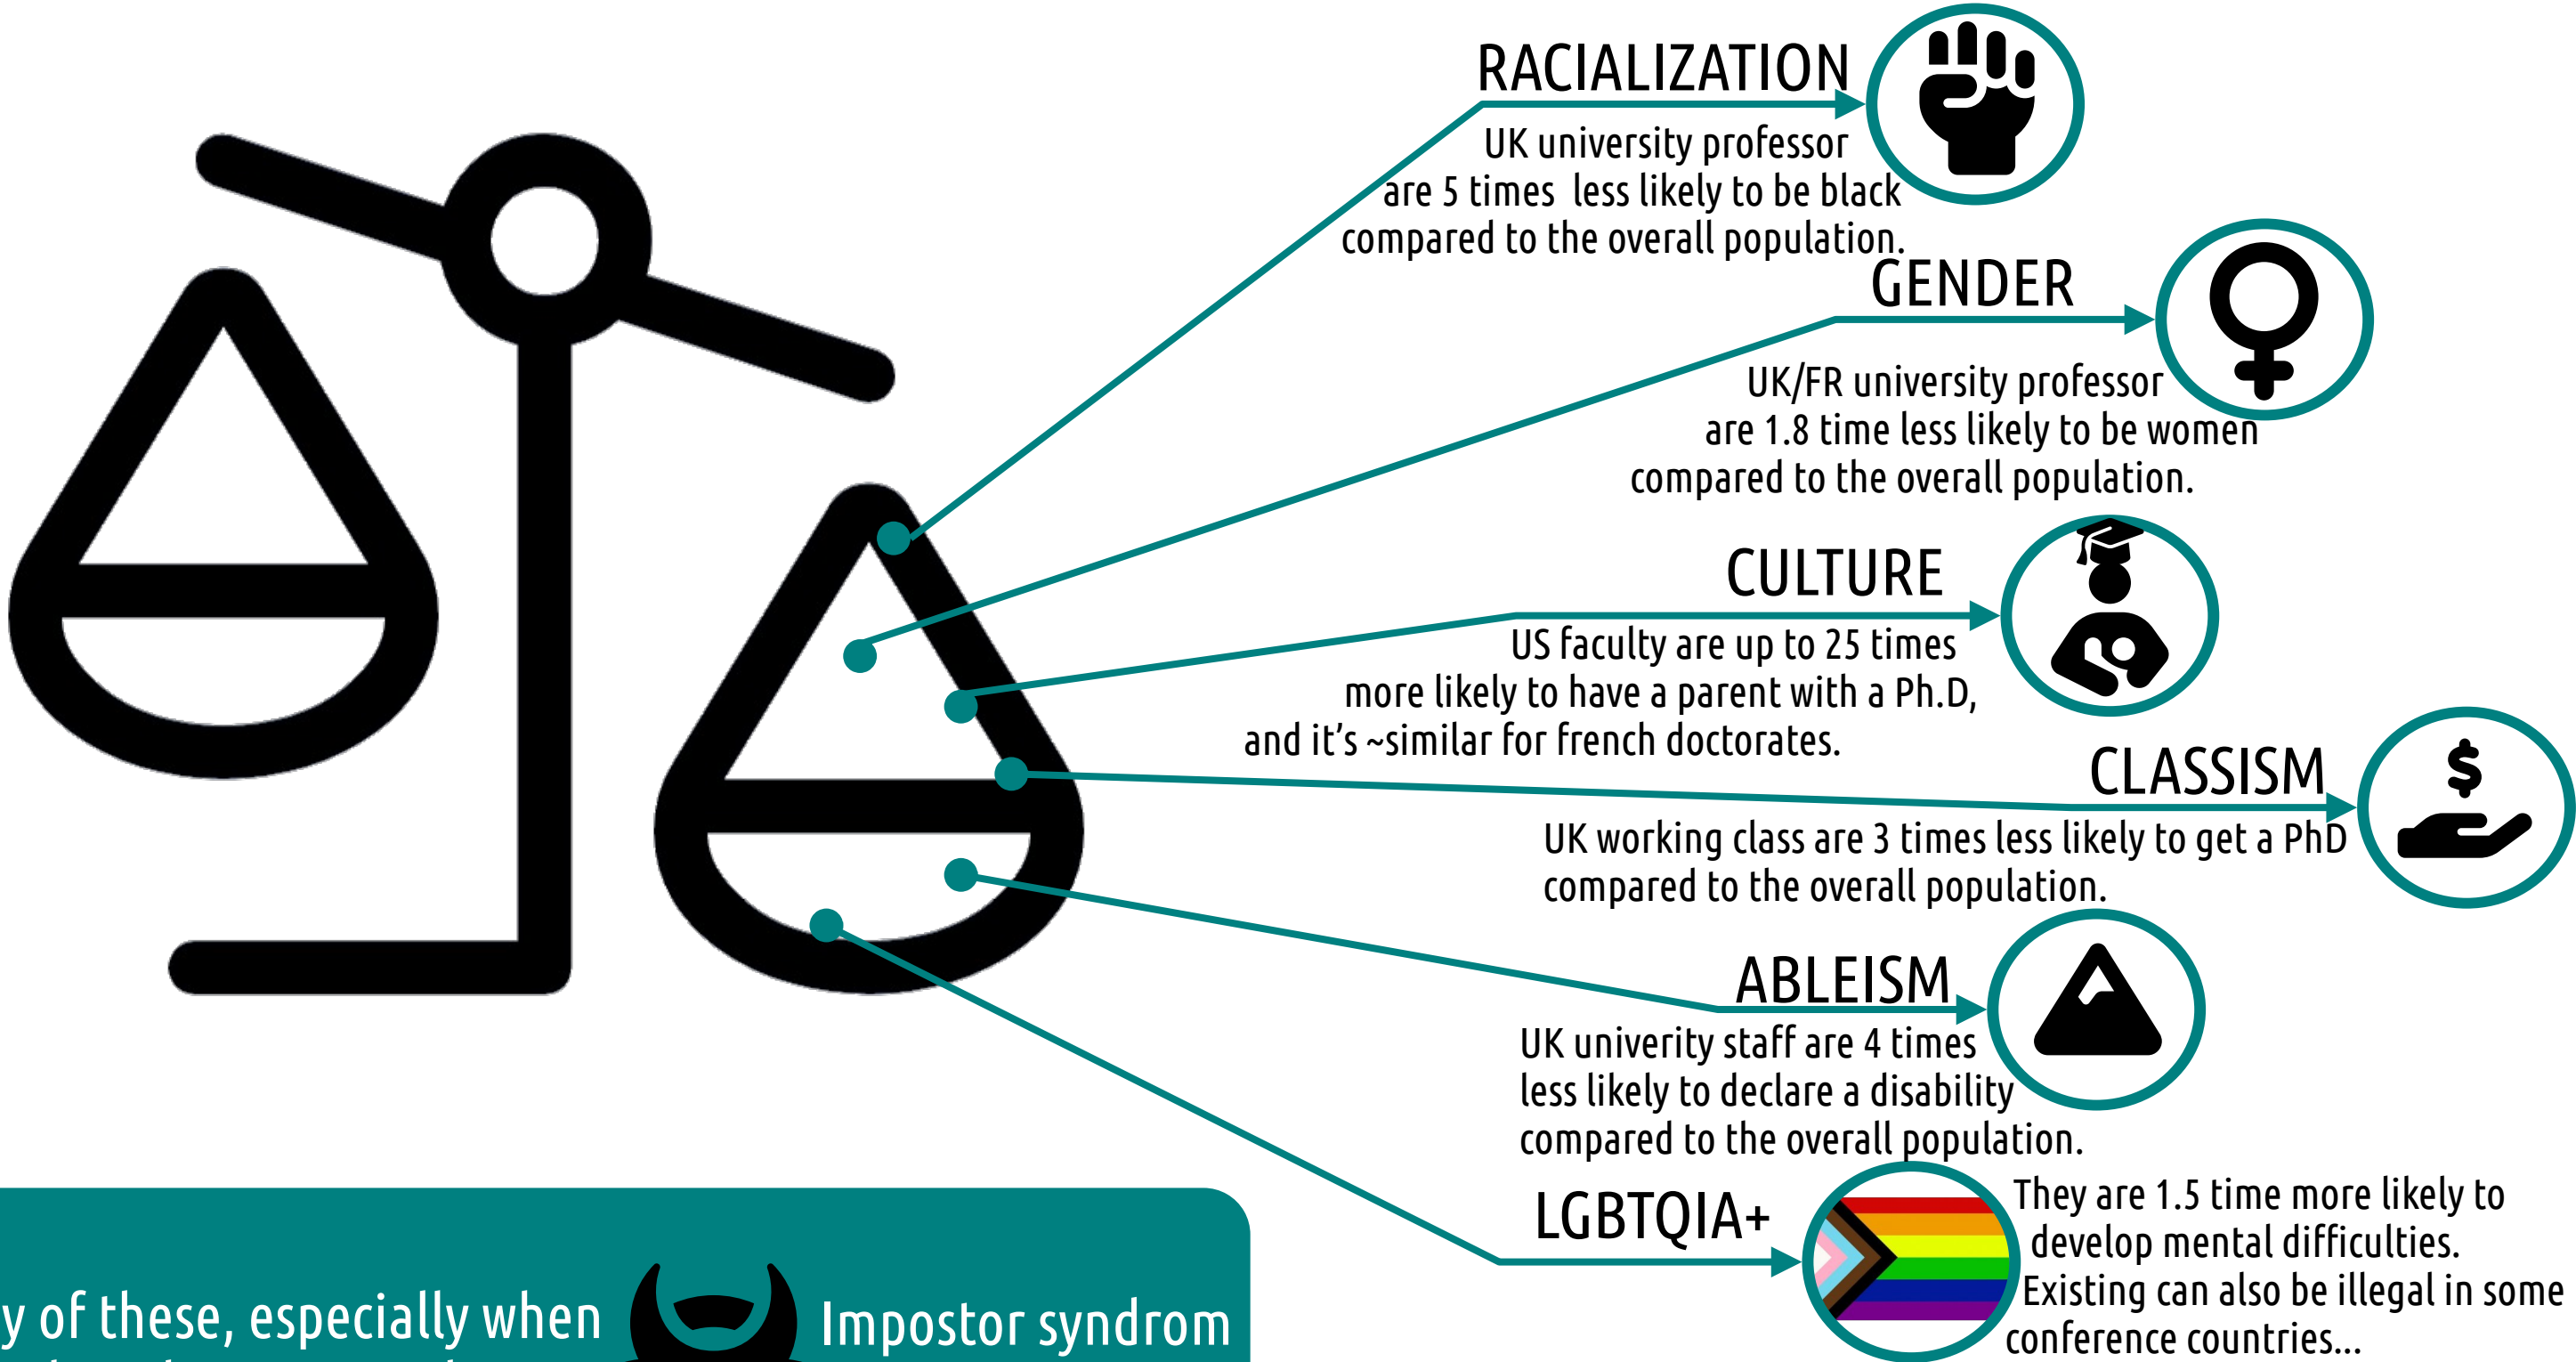 RACIALIZATION
UK university professor
are 5 times  less likely to be black
compared to the overall population.
GENDER
UK/FR university professor
are 1.8 time less likely to be women
compared to the overall population.
CULTURE
US faculty are up to 25 times
more likely to have a parent with a Ph.D,
and it's ~similar for french doctorates.
CLASSISM
UK working class are 3 times less likely to get a PhD
compared to the overall population.
ABLEISM
UK univerity staff are 4 times
less likely to declare a disability
compared to the overall population.
LGBTQIA+
They are 1.5 time more likely to
develop mental difficulties.
Existing can also be illegal in some
conference countries...
y of these, especially when
Impostor syndrom